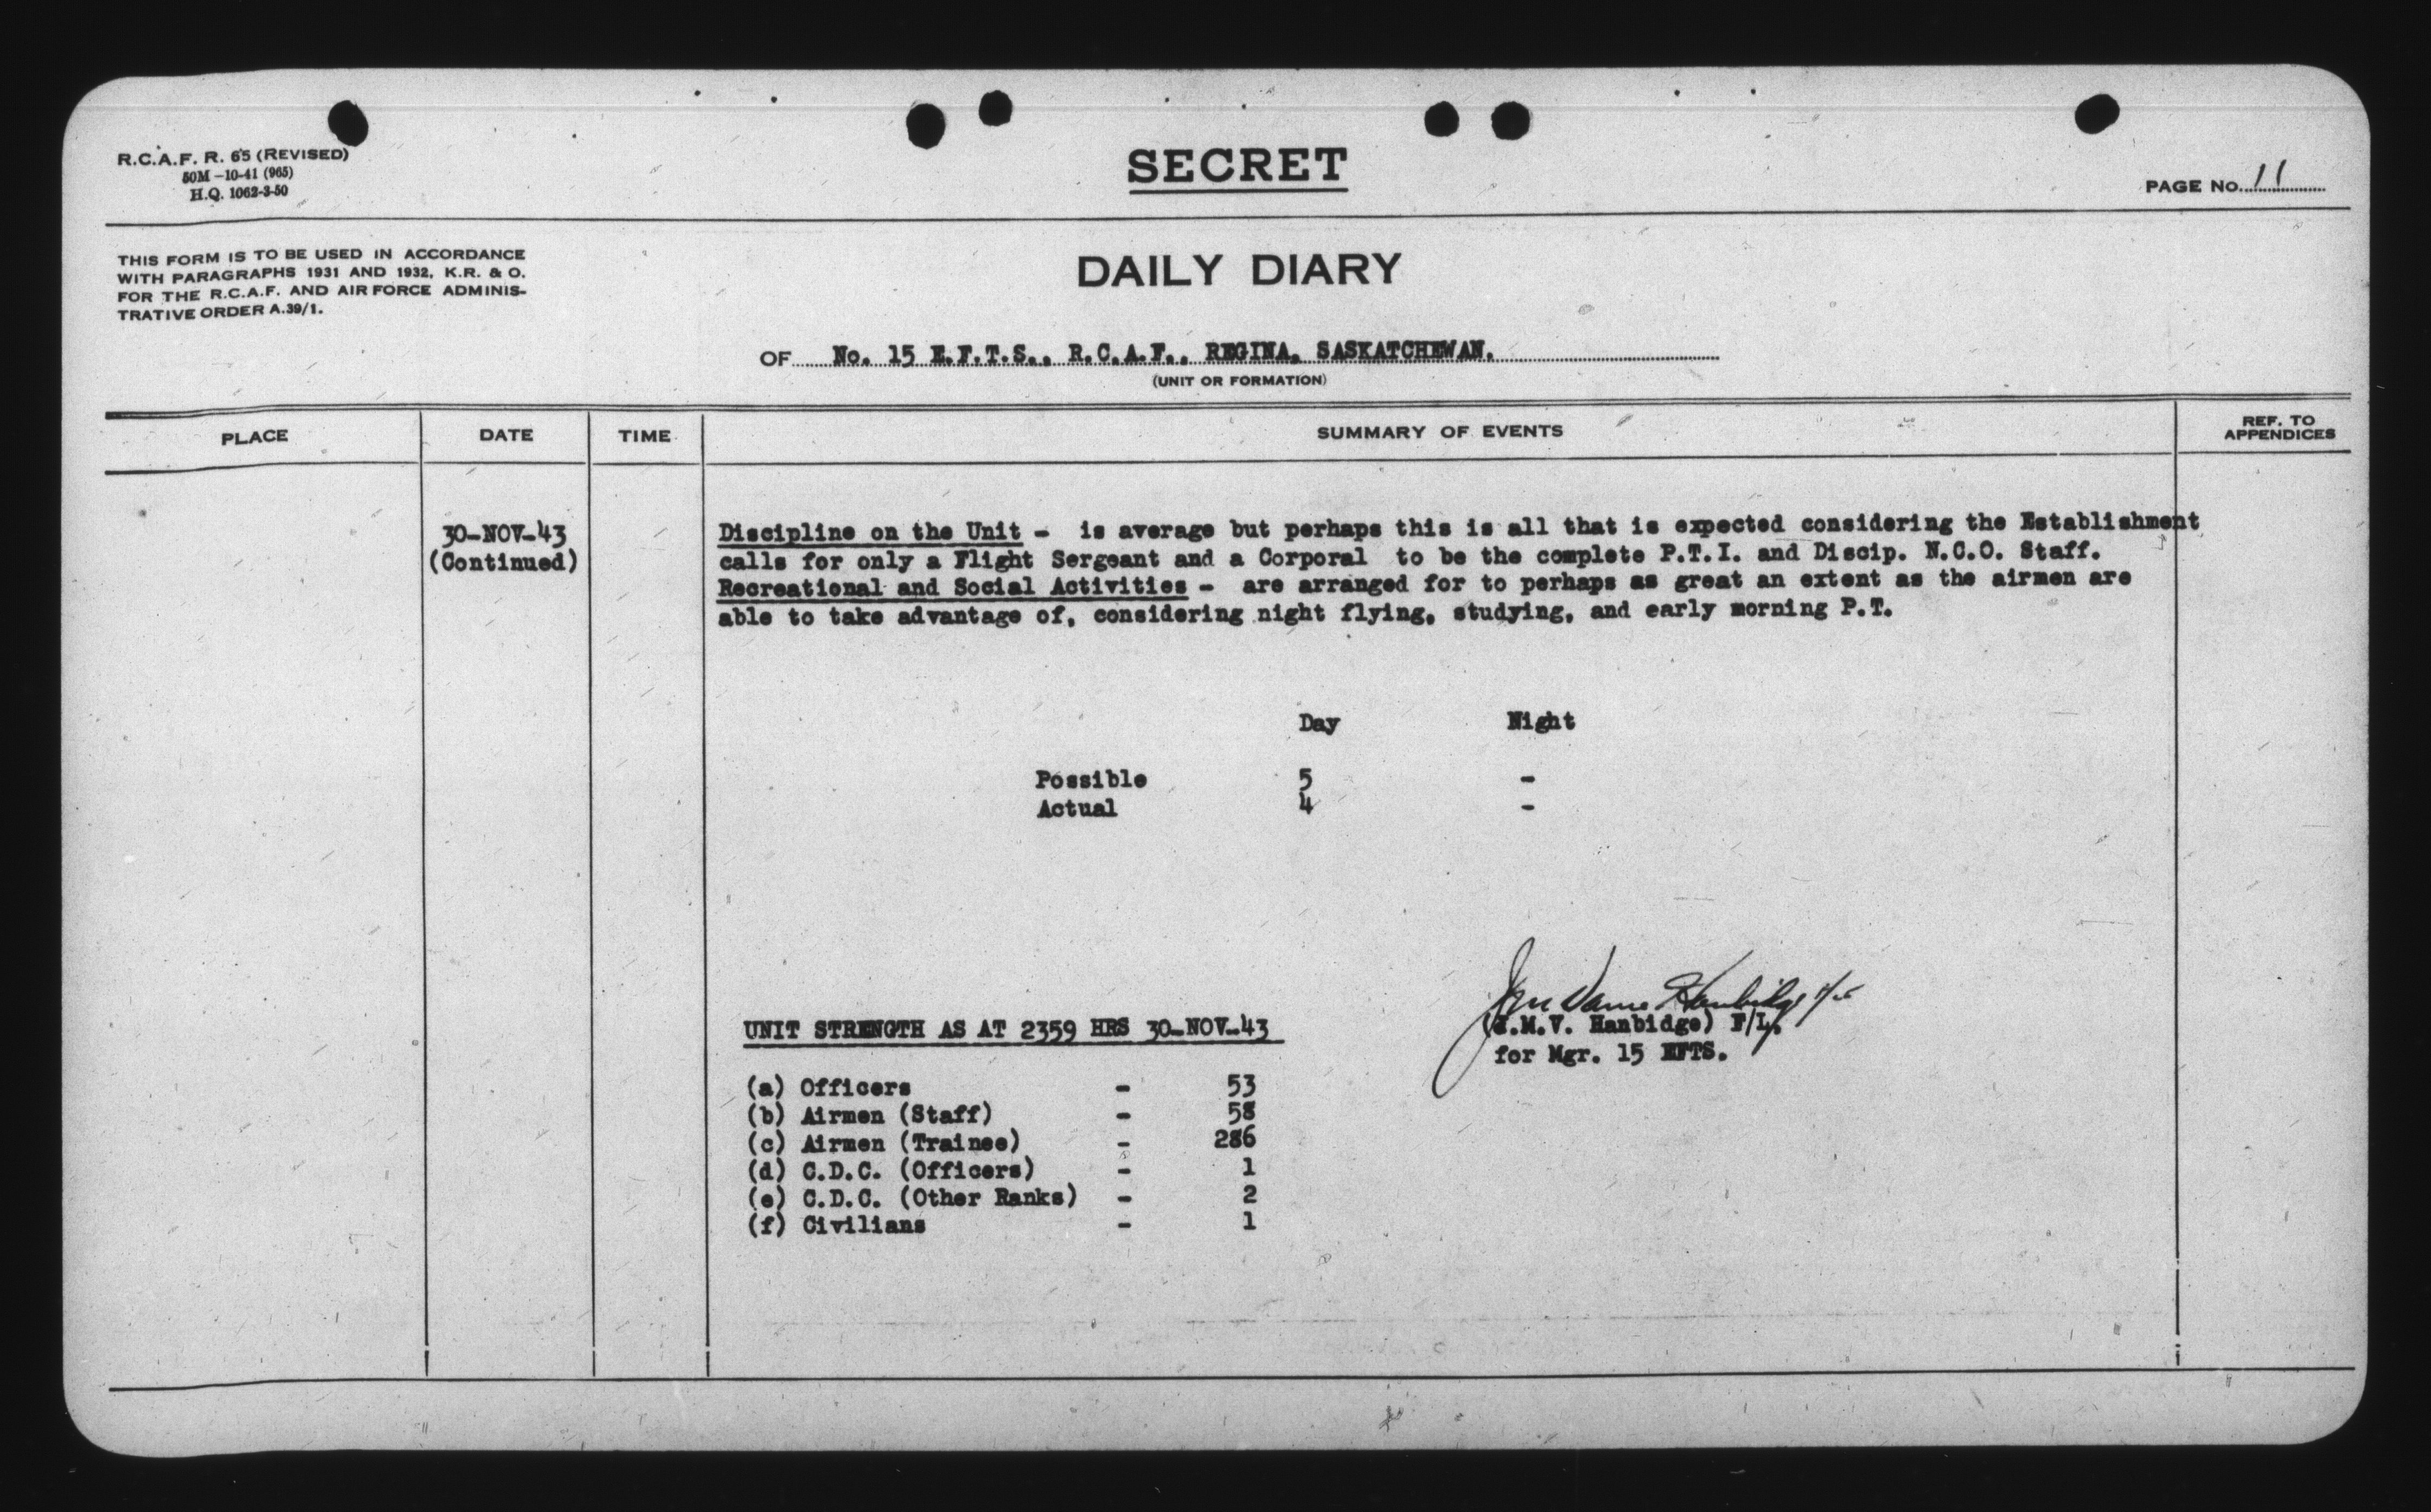 R.C.A.F. R. 65 (REVISED)
50M -10-41 (965)
H.Q. 1062-3-50
SECRET
PAGE No. 11
THIS FORM IS TO BE USED IN ACCORDANCE
WITH PARAGRAPHS 1931 AND 1932, K.R. & O.
FOR THE R.C.A.F. AND AIR FORCE ADMINIS-
TRATIVE ORDER A.39/1.
DAILY DIARY
OF No. 15 E.F.T.S., R.C.A.F., REGINA, SASKATCHEWAN.
(UNIT OR FORMATION)
PLACE DATE TIME SUMMARY OF EVENTS REF. TO APPENDICES
30-NOV-43
(Continued)
Discipline on the Unit - is average but perhaps this is all that is expected considering the Establishment
calls for only a Flight Sergeant and a Corporal to be the complete P.T.I. and Discip. N.C.O. Staff.
Recreational and Social Activities - are arranged for to perhaps as great an extent as the airmen are
able to take advantage of, considering night flying, studying, and early morning P.T.
Day Night
Possible 5 -
Actual 4 -
UNIT STRENGTH AS AT 2359 HRS 30-NOV-43
(a) Officers - 53
(b) Airmen (Staff) - 58
(c) Airmen (Trainee) - 286
(d) C.D.C. (Officers) - 1
(e) C.D.C. (Other Ranks) - 2
(f) Civilians - 1
Hanbidge F/L
(J.M.V. Hanbidge) F/L.
for Mgr. 15 EFTS.